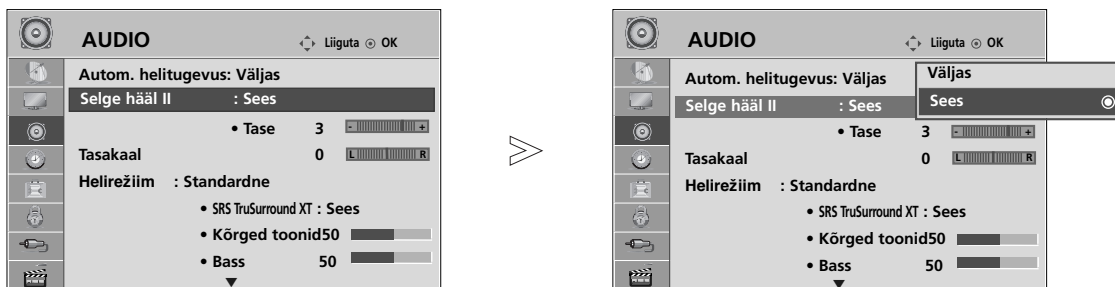 AUDIO Liiguta OK
Autom. helitugevus: Väljas
Selge hääl II : Sees
• Tase 3 - +
Tasakaal 0 L R
Helirežiim : Standardne
• SRS TruSurround XT : Sees
• Kõrged toonid50
• Bass 50
>
AUDIO Liiguta OK
Autom. helitugevus: Väljas
Selge hääl II : Sees
Väljas
Sees
• Tase 3 - +
Tasakaal 0 L R
Helirežiim : Standardne
• SRS TruSurround XT : Sees
• Kõrged toonid50
• Bass 50